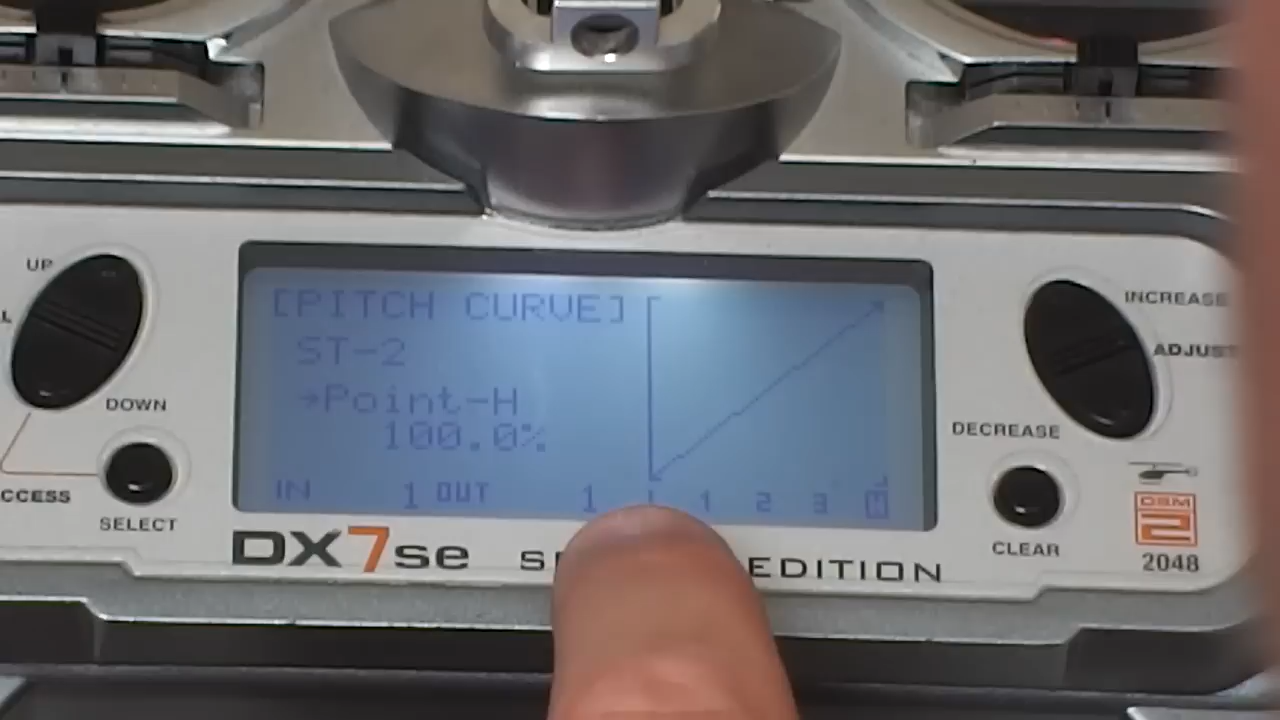 UP
DOWN
CCESS
SELECT
[PITCH CURVE]
ST-2
→Point-H
100.0%
IN 1 OUT 1
L 1 2 3 H
INCREASE
ADJUST
DECREASE
CLEAR
DSM
2
2048
DX7se
EDITION